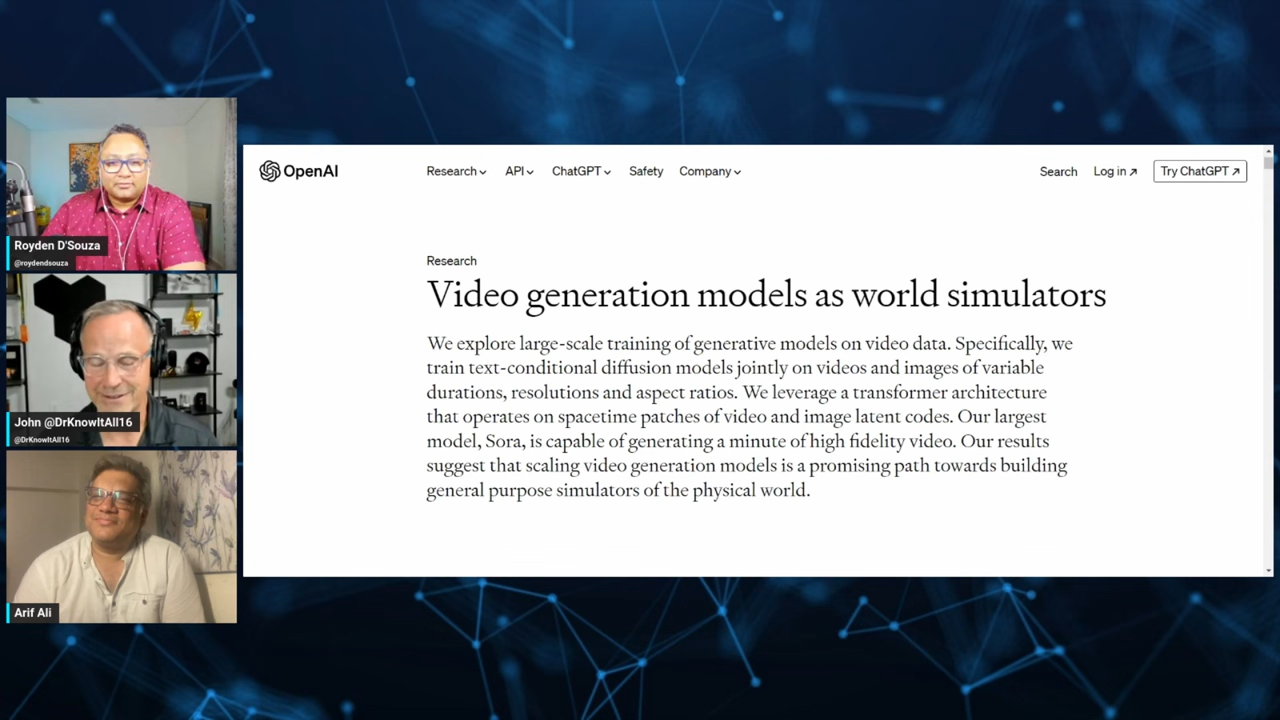 Royden D'Souza
@roydendsouza
John @DrKnowItAll16
@DrKnowItAll16
Arif Ali
OpenAI
Research API ChatGPT Safety Company
Search Log in ↗ Try ChatGPT ↗
Research
Video generation models as world simulators
We explore large-scale training of generative models on video data. Specifically, we
train text-conditional diffusion models jointly on videos and images of variable
durations, resolutions and aspect ratios. We leverage a transformer architecture
that operates on spacetime patches of video and image latent codes. Our largest
model, Sora, is capable of generating a minute of high fidelity video. Our results
suggest that scaling video generation models is a promising path towards building
general purpose simulators of the physical world.